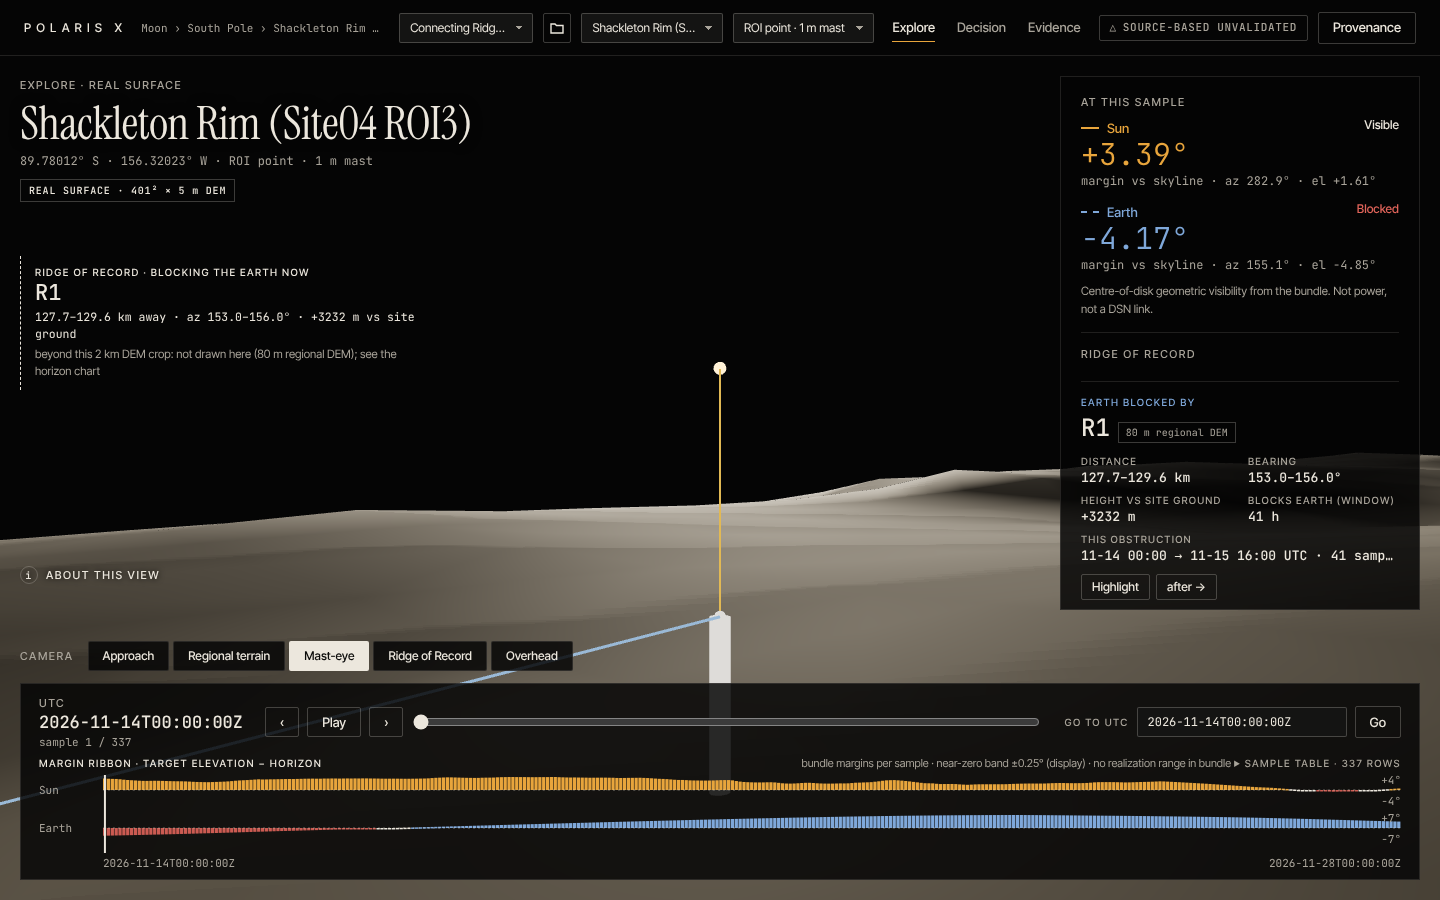 POLARIS X
Moon › South Pole › Shackleton Rim …
Connecting Ridg…
Shackleton Rim (S…
ROI point · 1 m mast
Explore
Decision
Evidence
△ SOURCE-BASED UNVALIDATED
Provenance
EXPLORE · REAL SURFACE
Shackleton Rim (Site04 ROI3)
89.78012° S · 156.32023° W · ROI point · 1 m mast
REAL SURFACE · 401² × 5 m DEM
RIDGE OF RECORD · BLOCKING THE EARTH NOW
R1
127.7–129.6 km away · az 153.0–156.0° · +3232 m vs site
ground
beyond this 2 km DEM crop: not drawn here (80 m regional DEM); see the
horizon chart
AT THIS SAMPLE
Sun
Visible
+3.39°
margin vs skyline · az 282.9° · el +1.61°
Earth
Blocked
-4.17°
margin vs skyline · az 155.1° · el -4.85°
Centre-of-disk geometric visibility from the bundle. Not power,
not a DSN link.
RIDGE OF RECORD
EARTH BLOCKED BY
R1
80 m regional DEM
DISTANCE
127.7–129.6 km
BEARING
153.0–156.0°
HEIGHT VS SITE GROUND
+3232 m
BLOCKS EARTH (WINDOW)
41 h
THIS OBSTRUCTION
11-14 00:00 → 11-15 16:00 UTC · 41 samp…
Highlight
after →
i ABOUT THIS VIEW
CAMERA
Approach
Regional terrain
Mast-eye
Ridge of Record
Overhead
UTC
2026-11-14T00:00:00Z
sample 1 / 337
‹
Play
›
GO TO UTC
2026-11-14T00:00:00Z
Go
MARGIN RIBBON · TARGET ELEVATION − HORIZON
bundle margins per sample · near-zero band ±0.25° (display) · no realization range in bundle
▸ SAMPLE TABLE · 337 ROWS
Sun
+4°
-4°
Earth
+7°
-7°
2026-11-14T00:00:00Z
2026-11-28T00:00:00Z